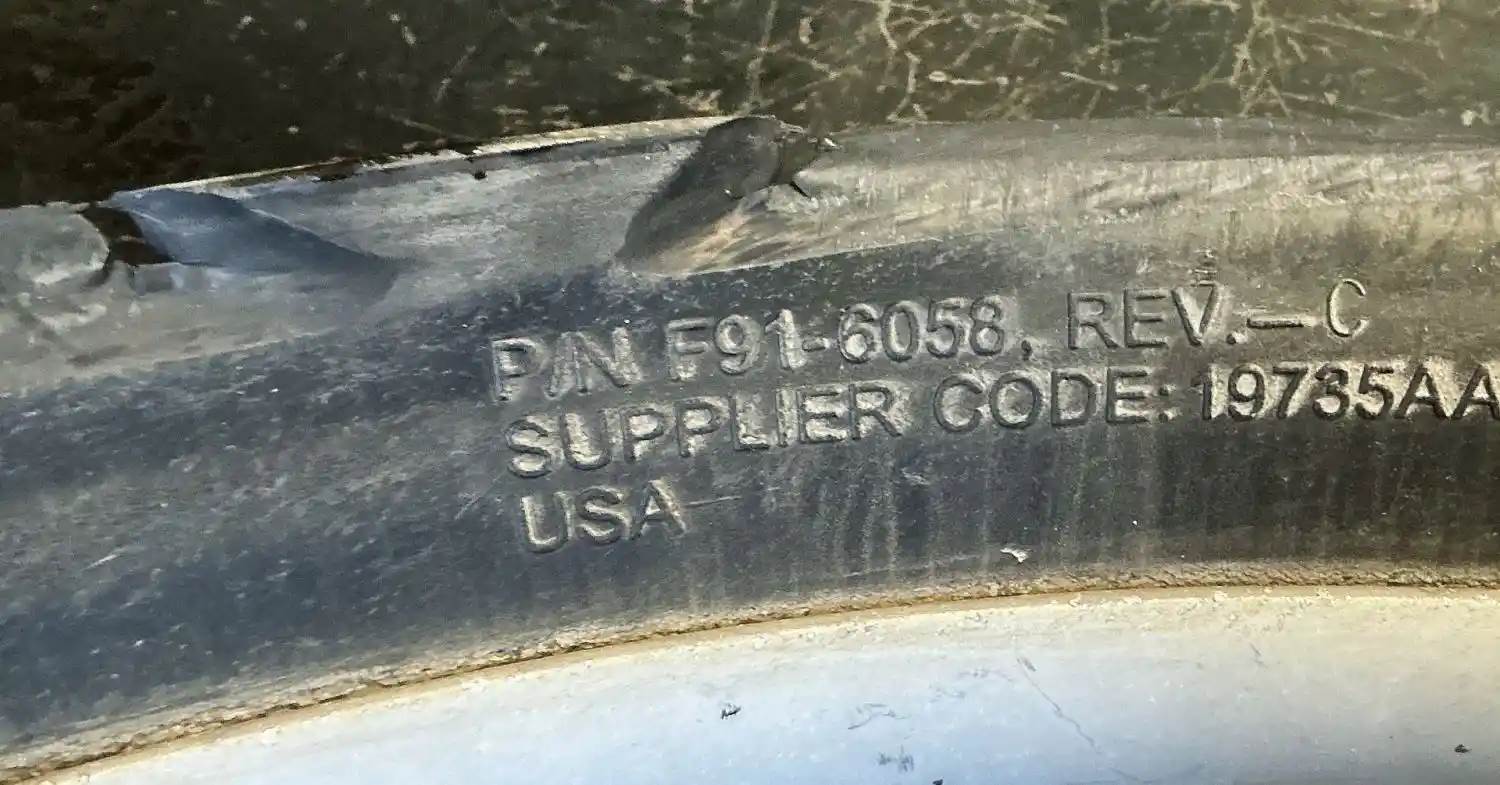 P/N F91-6058, REV.-C
SUPPLIER CODE: 19735AA
USA